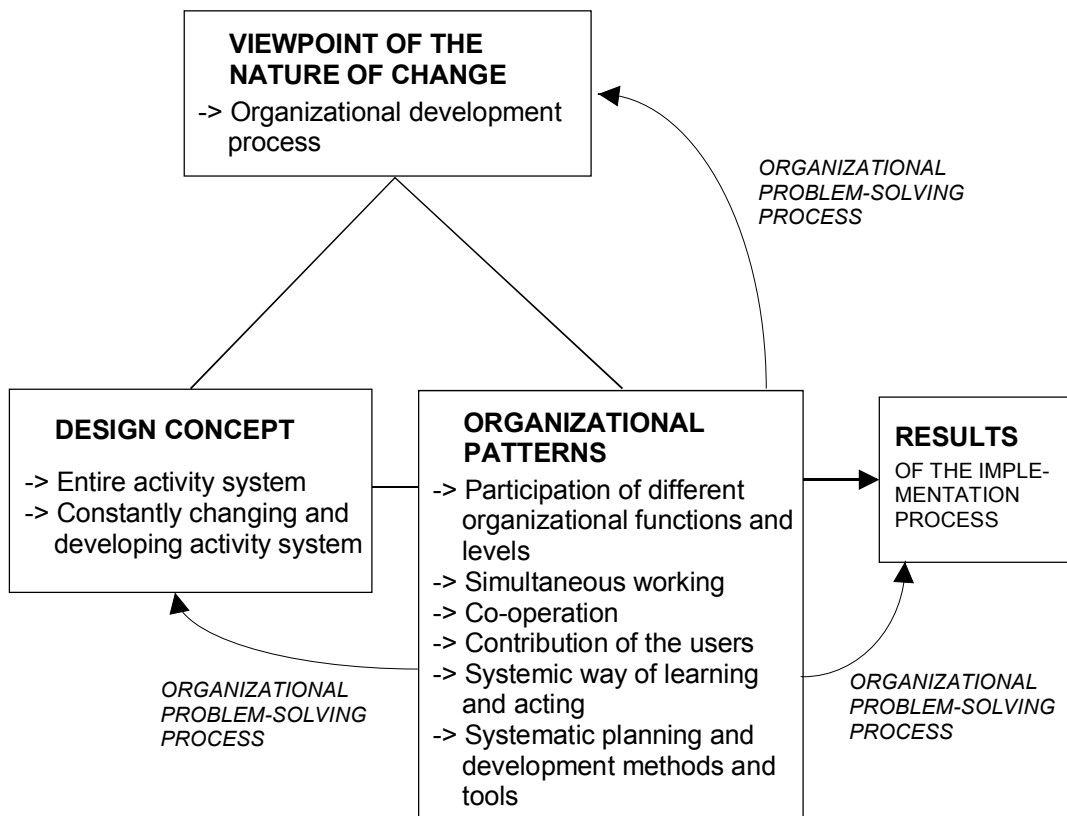 VIEWPOINT OF THE
NATURE OF CHANGE
-> Organizational development
process
ORGANIZATIONAL
PROBLEM-SOLVING
PROCESS
DESIGN CONCEPT
-> Entire activity system
-> Constantly changing and
developing activity system
ORGANIZATIONAL
PATTERNS
-> Participation of different
organizational functions and
levels
-> Simultaneous working
-> Co-operation
-> Contribution of the users
-> Systemic way of learning
and acting
-> Systematic planning and
development methods and
tools
RESULTS
OF THE IMPLE-
MENTATION
PROCESS
ORGANIZATIONAL
PROBLEM-SOLVING
PROCESS
ORGANIZATIONAL
PROBLEM-SOLVING
PROCESS